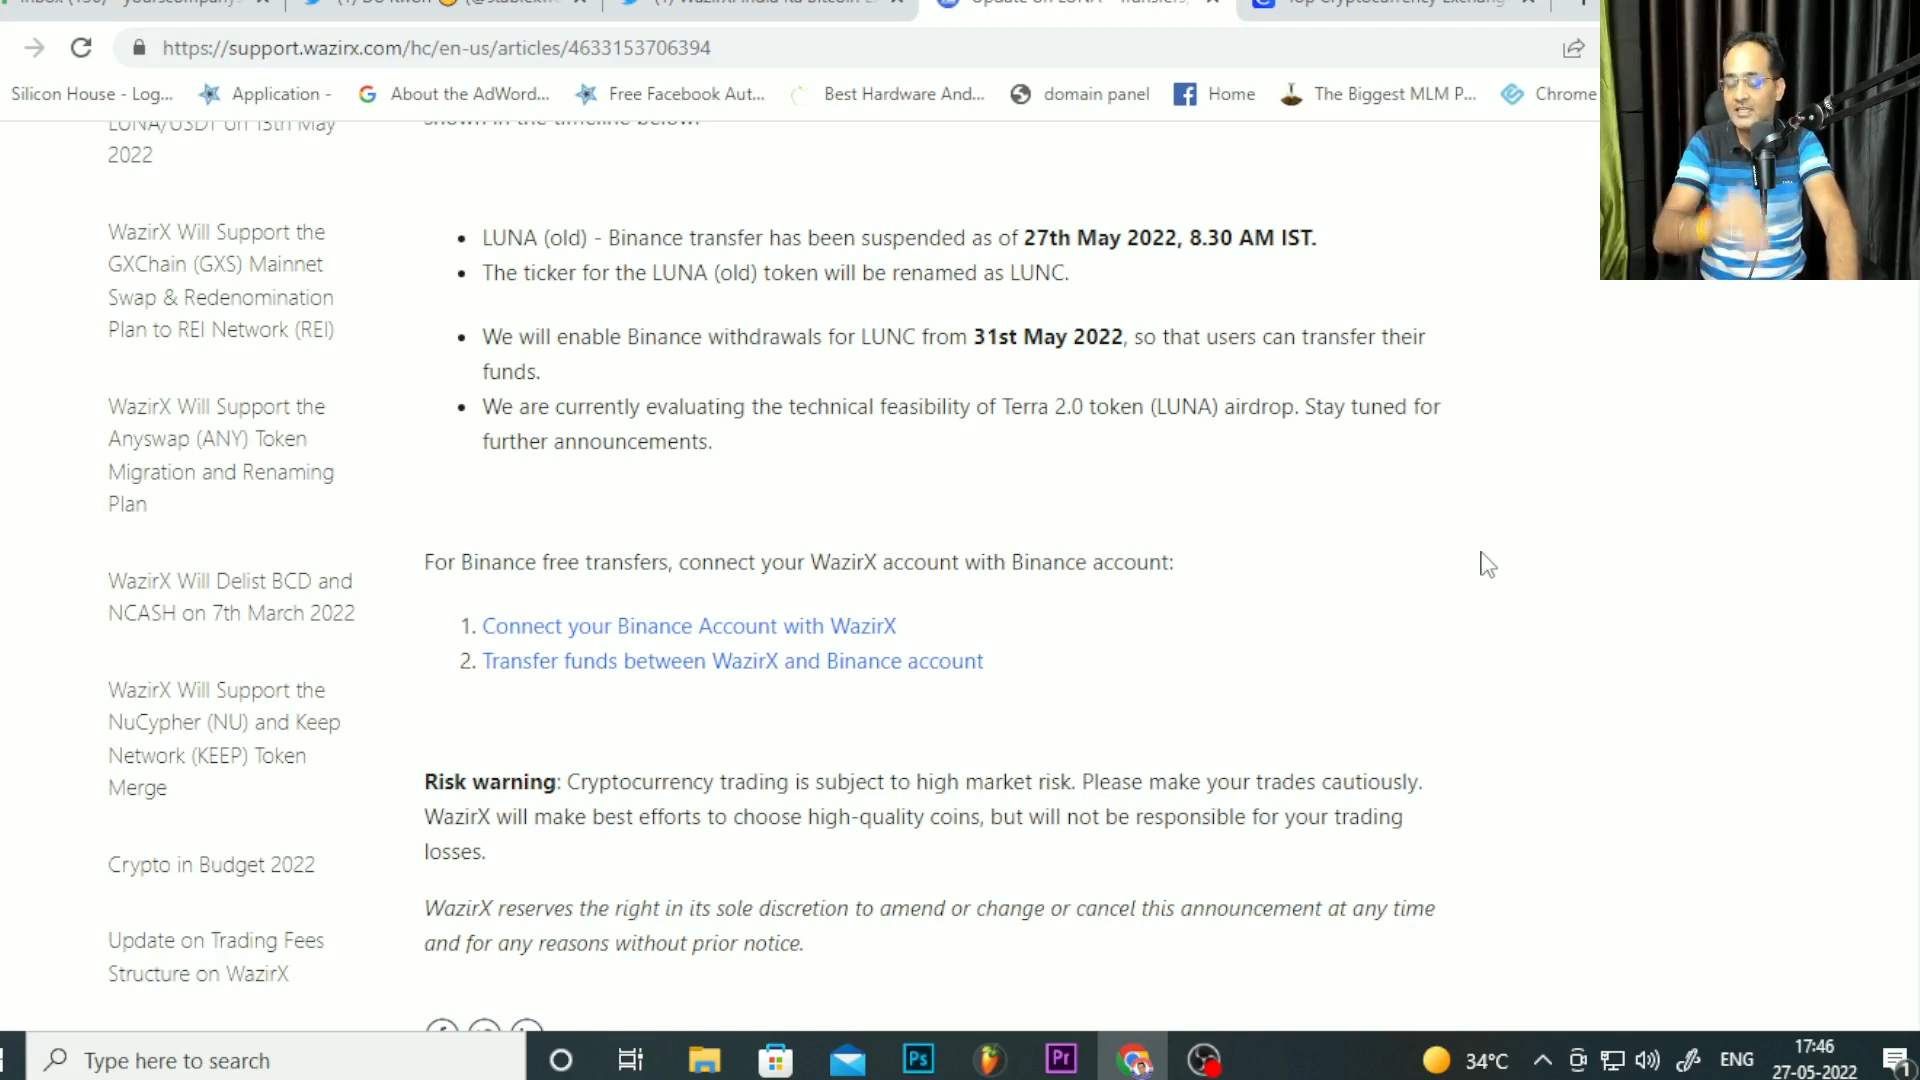 https://support.wazirx.com/hc/en-us/articles/4633153706394
Silicon House - Log...
Application -
About the AdWord...
Free Facebook Aut...
Best Hardware And...
domain panel
Home
The Biggest MLM P...
Chrome
LUNA/USDT on 13th May
2022
WazirX Will Support the
GXChain (GXS) Mainnet
Swap & Redenomination
Plan to REI Network (REI)
WazirX Will Support the
Anyswap (ANY) Token
Migration and Renaming
Plan
WazirX Will Delist BCD and
NCASH on 7th March 2022
WazirX Will Support the
NuCypher (NU) and Keep
Network (KEEP) Token
Merge
Crypto in Budget 2022
Update on Trading Fees
Structure on WazirX
shown in the timeline below.
• LUNA (old) - Binance transfer has been suspended as of 27th May 2022, 8.30 AM IST.
• The ticker for the LUNA (old) token will be renamed as LUNC.
• We will enable Binance withdrawals for LUNC from 31st May 2022, so that users can transfer their
funds.
• We are currently evaluating the technical feasibility of Terra 2.0 token (LUNA) airdrop. Stay tuned for
further announcements.
For Binance free transfers, connect your WazirX account with Binance account:
1. Connect your Binance Account with WazirX
2. Transfer funds between WazirX and Binance account
Risk warning: Cryptocurrency trading is subject to high market risk. Please make your trades cautiously.
WazirX will make best efforts to choose high-quality coins, but will not be responsible for your trading
losses.
WazirX reserves the right in its sole discretion to amend or change or cancel this announcement at any time
and for any reasons without prior notice.
Type here to search
Ps
Pr
34°C
ENG
17:46
27-05-2022
1